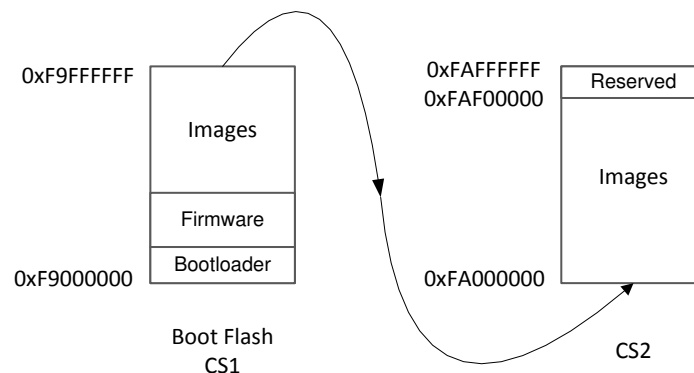 0xF9FFFFFF
Images
Firmware
Bootloader
0xF9000000
Boot Flash
CS1
0xFAFFFFFF
Reserved
0xFAF00000
Images
0xFA000000
CS2